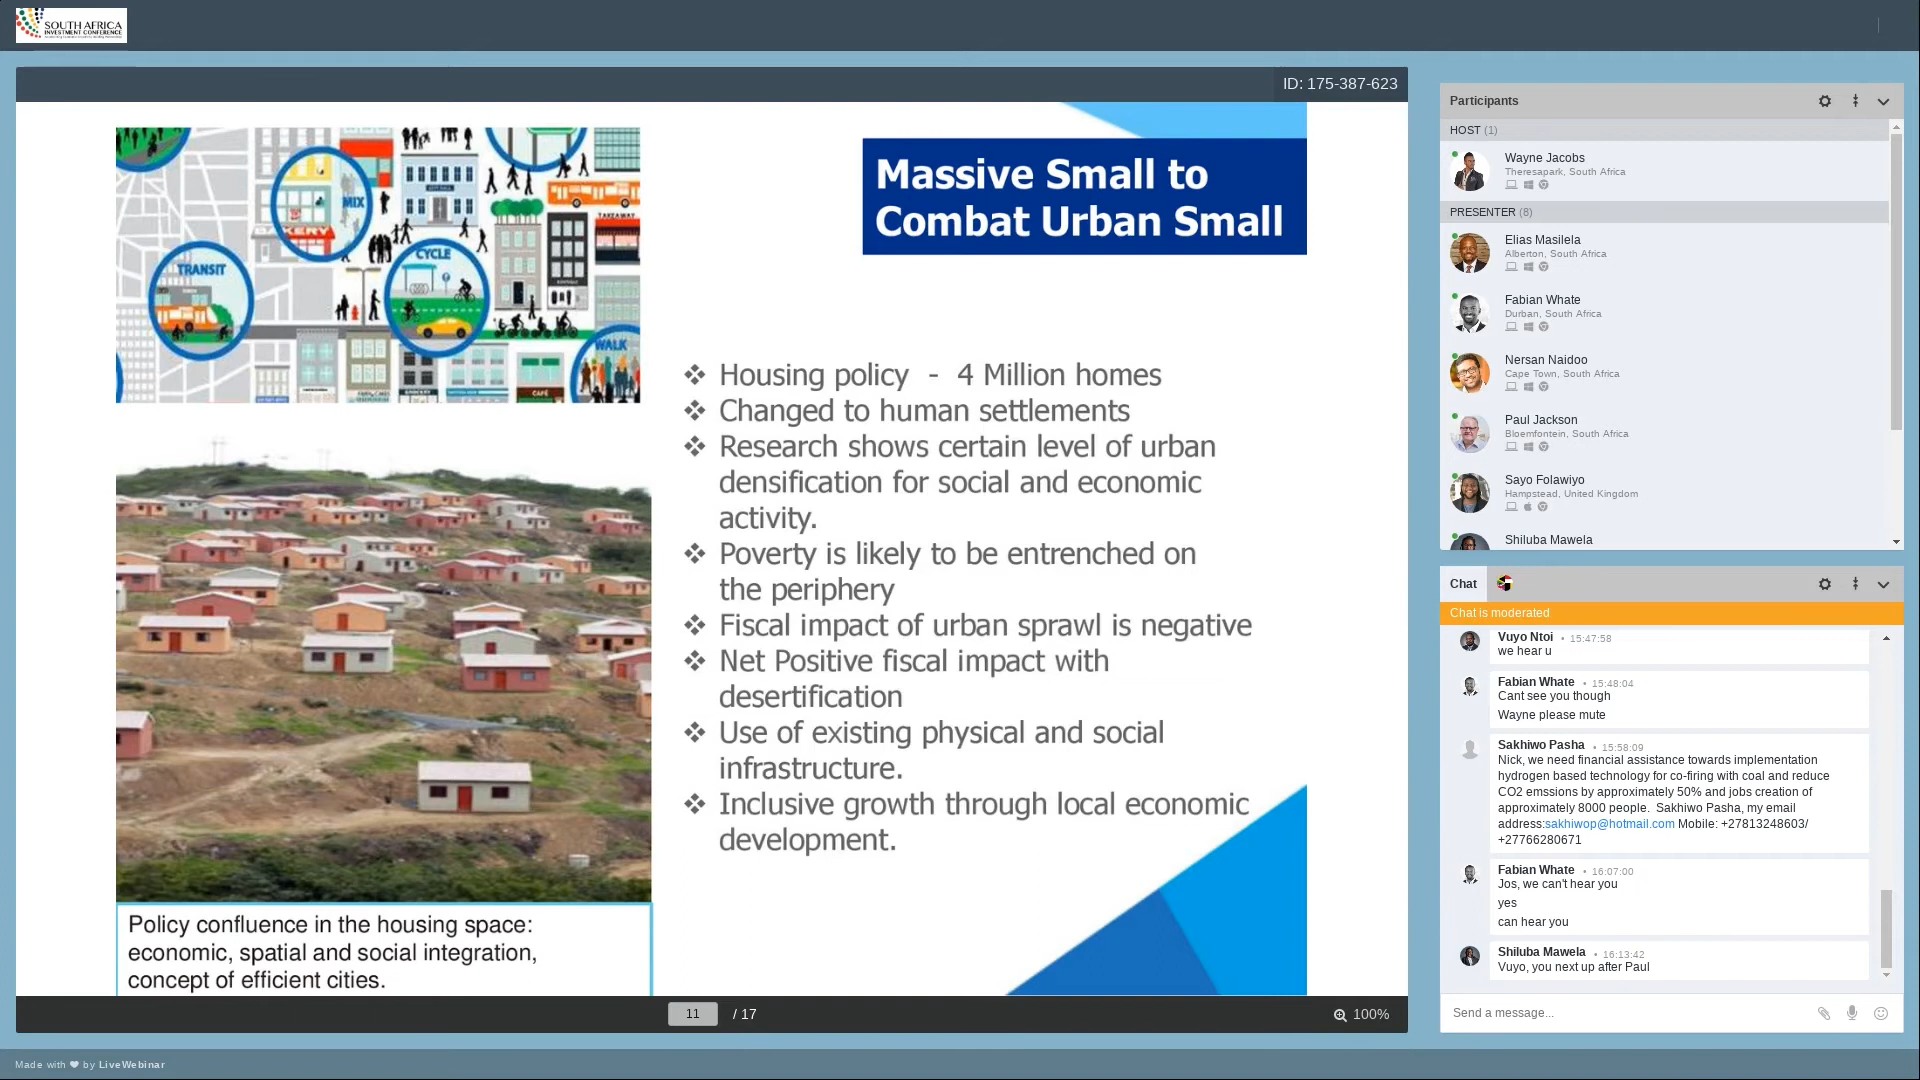 SOUTH AFRICA
INVESTMENT CONFERENCE
ID: 175-387-623
MIX
BAKERY
TRANSIT
CYCLE
TAKEAWAY
WALK
CAFÉ
Massive Small to
Combat Urban Small
❖ Housing policy - 4 Million homes
❖ Changed to human settlements
❖ Research shows certain level of urban
densification for social and economic
activity.
❖ Poverty is likely to be entrenched on
the periphery
❖ Fiscal impact of urban sprawl is negative
❖ Net Positive fiscal impact with
desertification
❖ Use of existing physical and social
infrastructure.
❖ Inclusive growth through local economic
development.
Policy confluence in the housing space:
economic, spatial and social integration,
concept of efficient cities.
11 / 17
100%
Participants
HOST (1)
Wayne Jacobs
Theresapark, South Africa
PRESENTER (8)
Elias Masilela
Alberton, South Africa
Fabian Whate
Durban, South Africa
Nersan Naidoo
Cape Town, South Africa
Paul Jackson
Bloemfontein, South Africa
Sayo Folawiyo
Hampstead, United Kingdom
Shiluba Mawela
Chat
Chat is moderated
Vuyo Ntoi • 15:47:58
we hear u
Fabian Whate • 15:48:04
Cant see you though
Wayne please mute
Sakhiwo Pasha • 15:58:09
Nick, we need financial assistance towards implementation
hydrogen based technology for co-firing with coal and reduce
CO2 emssions by approximately 50% and jobs creation of
approximately 8000 people. Sakhiwo Pasha, my email
address:sakhiwop@hotmail.com Mobile: +27813248603/
+27766280671
Fabian Whate • 16:07:00
Jos, we can't hear you
yes
can hear you
Shiluba Mawela • 16:13:42
Vuyo, you next up after Paul
Send a message...
Made with ❤ by LiveWebinar